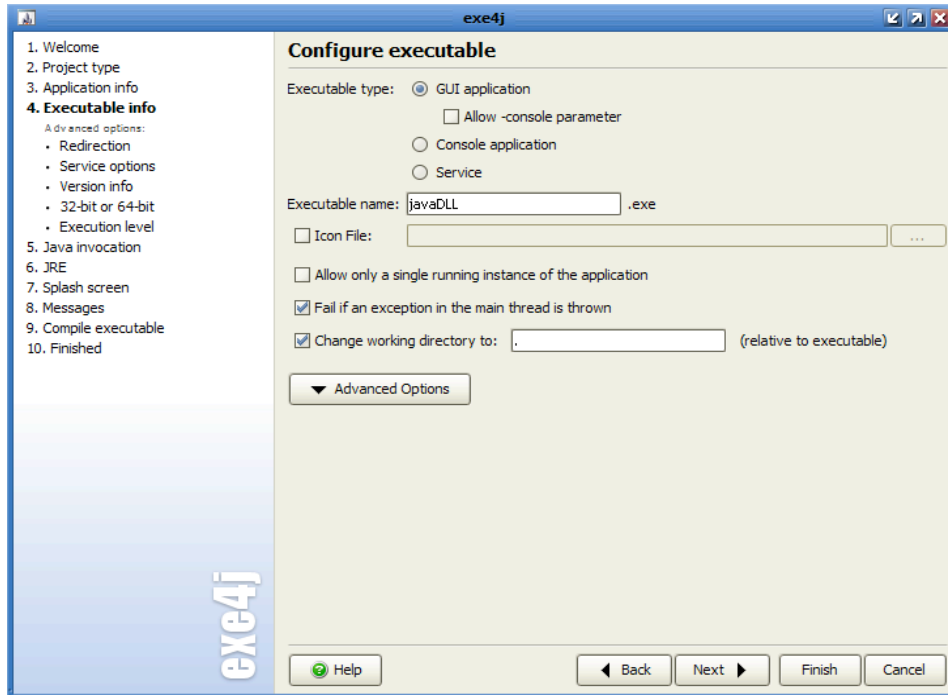 exe4j
1. Welcome
2. Project type
3. Application info
4. Executable info
Advanced options:
· Redirection
· Service options
· Version info
· 32-bit or 64-bit
· Execution level
5. Java invocation
6. JRE
7. Splash screen
8. Messages
9. Compile executable
10. Finished
exe4j
Configure executable
Executable type: GUI application
Allow -console parameter
Console application
Service
Executable name: javaDLL .exe
Icon File: ...
Allow only a single running instance of the application
Fail if an exception in the main thread is thrown
Change working directory to: . (relative to executable)
Advanced Options
Help Back Next Finish Cancel